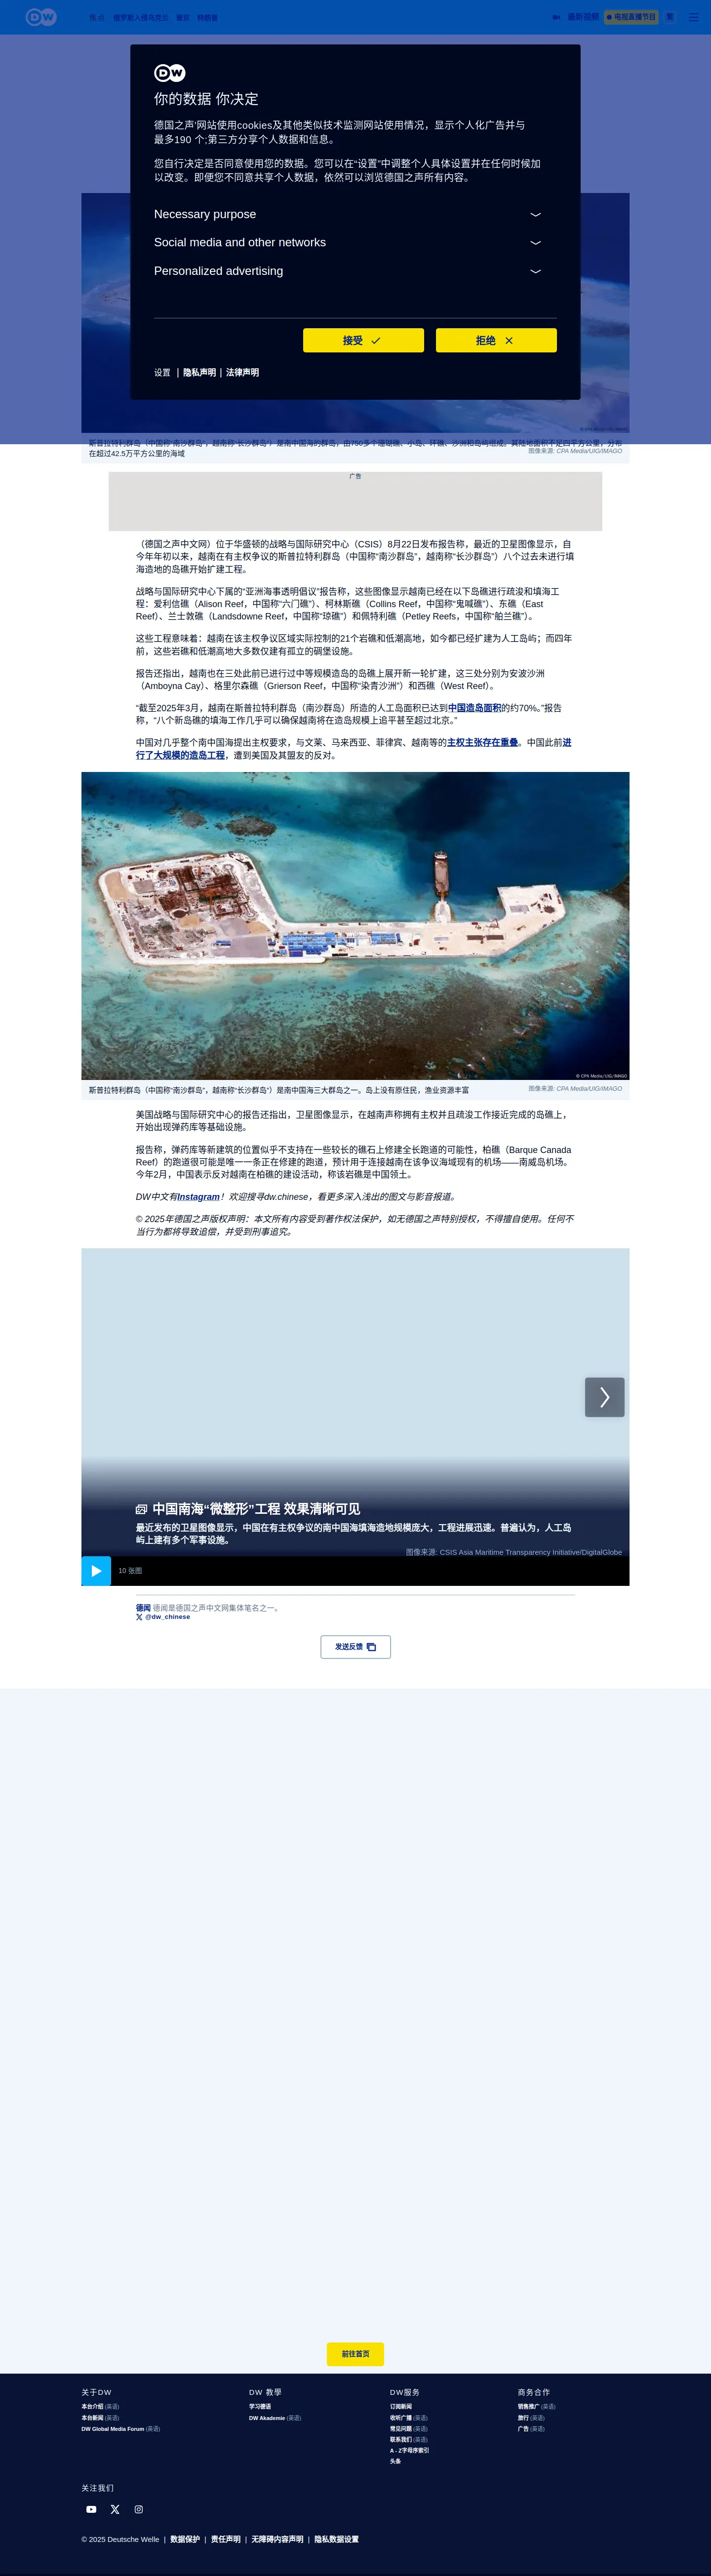 DW
焦点 俄罗斯入侵乌克兰 留言 特朗普
最新视频
电视直播节目
繁
DW
你的数据 你决定
德国之声'网站使用cookies及其他类似技术监测网站使用情况，显示个人化广告并与
最多190 个;第三方分享个人数据和信息。
您自行决定是否同意使用您的数据。您可以在“设置”中调整个人具体设置并在任何时候加
以改变。即便您不同意共享个人数据，依然可以浏览德国之声所有内容。
Necessary purpose
Social media and other networks
Personalized advertising
接受
拒绝
设置 | 隐私声明 | 法律声明
© CPA Media/UIG/IMAGO
斯普拉特利群岛（中国称“南沙群岛”，越南称“长沙群岛”）是南中国海的群岛，由750多个珊瑚礁、小岛、环礁、沙洲和岛屿组成。其陆地面积不足四平方公里，分布
在超过42.5万平方公里的海域
图像来源: CPA Media/UIG/IMAGO
广告
（德国之声中文网）位于华盛顿的战略与国际研究中心（CSIS）8月22日发布报告称，最近的卫星图像显示，自
今年年初以来，越南在有主权争议的斯普拉特利群岛（中国称“南沙群岛”，越南称“长沙群岛”）八个过去未进行填
海造地的岛礁开始扩建工程。
战略与国际研究中心下属的“亚洲海事透明倡议”报告称，这些图像显示越南已经在以下岛礁进行疏浚和填海工
程：爱利信礁（Alison Reef，中国称“六门礁”）、柯林斯礁（Collins Reef，中国称“鬼喊礁”）、东礁（East
Reef）、兰士敦礁（Landsdowne Reef，中国称“琼礁”）和佩特利礁（Petley Reefs，中国称“舶兰礁”）。
这些工程意味着：越南在该主权争议区域实际控制的21个岩礁和低潮高地，如今都已经扩建为人工岛屿；而四年
前，这些岩礁和低潮高地大多数仅建有孤立的碉堡设施。
报告还指出，越南也在三处此前已进行过中等规模造岛的岛礁上展开新一轮扩建，这三处分别为安波沙洲
（Amboyna Cay）、格里尔森礁（Grierson Reef，中国称“染青沙洲”）和西礁（West Reef）。
“截至2025年3月，越南在斯普拉特利群岛（南沙群岛）所造的人工岛面积已达到中国造岛面积的约70%。”报告
称，“八个新岛礁的填海工作几乎可以确保越南将在造岛规模上追平甚至超过北京。”
中国对几乎整个南中国海提出主权要求，与文莱、马来西亚、菲律宾、越南等的主权主张存在重叠。中国此前进
行了大规模的造岛工程，遭到美国及其盟友的反对。
© CPA Media/UIG/IMAGO
斯普拉特利群岛（中国称“南沙群岛”，越南称“长沙群岛”）是南中国海三大群岛之一。岛上没有原住民，渔业资源丰富
图像来源: CPA Media/UIG/IMAGO
美国战略与国际研究中心的报告还指出，卫星图像显示，在越南声称拥有主权并且疏浚工作接近完成的岛礁上，
开始出现弹药库等基础设施。
报告称，弹药库等新建筑的位置似乎不支持在一些较长的礁石上修建全长跑道的可能性，柏礁（Barque Canada
Reef）的跑道很可能是唯一一条正在修建的跑道，预计用于连接越南在该争议海域现有的机场——南威岛机场。
今年2月，中国表示反对越南在柏礁的建设活动，称该岩礁是中国领土。
DW中文有Instagram！欢迎搜寻dw.chinese，看更多深入浅出的图文与影音报道。
© 2025年德国之声版权声明：本文所有内容受到著作权法保护，如无德国之声特别授权，不得擅自使用。任何不
当行为都将导致追偿，并受到刑事追究。
中国南海“微整形”工程 效果清晰可见
最近发布的卫星图像显示，中国在有主权争议的南中国海填海造地规模庞大，工程进展迅速。普遍认为，人工岛
屿上建有多个军事设施。
图像来源: CSIS Asia Maritime Transparency Initiative/DigitalGlobe
10 张图
德闻 德闻是德国之声中文网集体笔名之一。
@dw_chinese
发送反馈
前往首页
关于DW
本台介绍 (英语)
本台新闻 (英语)
DW Global Media Forum (英语)
DW 教學
学习德语
DW Akademie (英语)
DW服务
订阅新闻
收听广播 (英语)
常见问题 (英语)
联系我们 (英语)
A - Z字母序索引
头条
商务合作
销售推广 (英语)
旅行 (英语)
广告 (英语)
关注我们
© 2025 Deutsche Welle | 数据保护 | 责任声明 | 无障碍内容声明 | 隐私数据设置